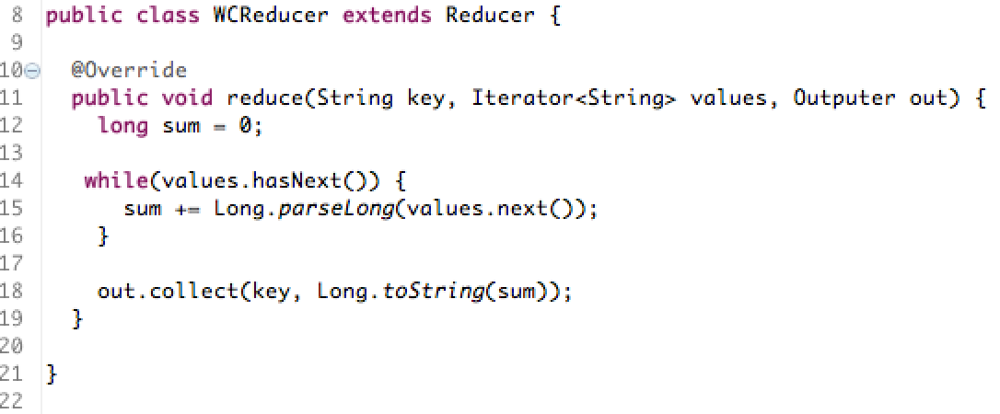 8 public class WCReducer extends Reducer {
9
10 @Override
11 public void reduce(String key, Iterator<String> values, Outputer out) {
12 long sum = 0;
13
14 while(values.hasNext()) {
15 sum += Long.parseLong(values.next());
16 }
17
18 out.collect(key, Long.toString(sum));
19 }
20
21 }
22